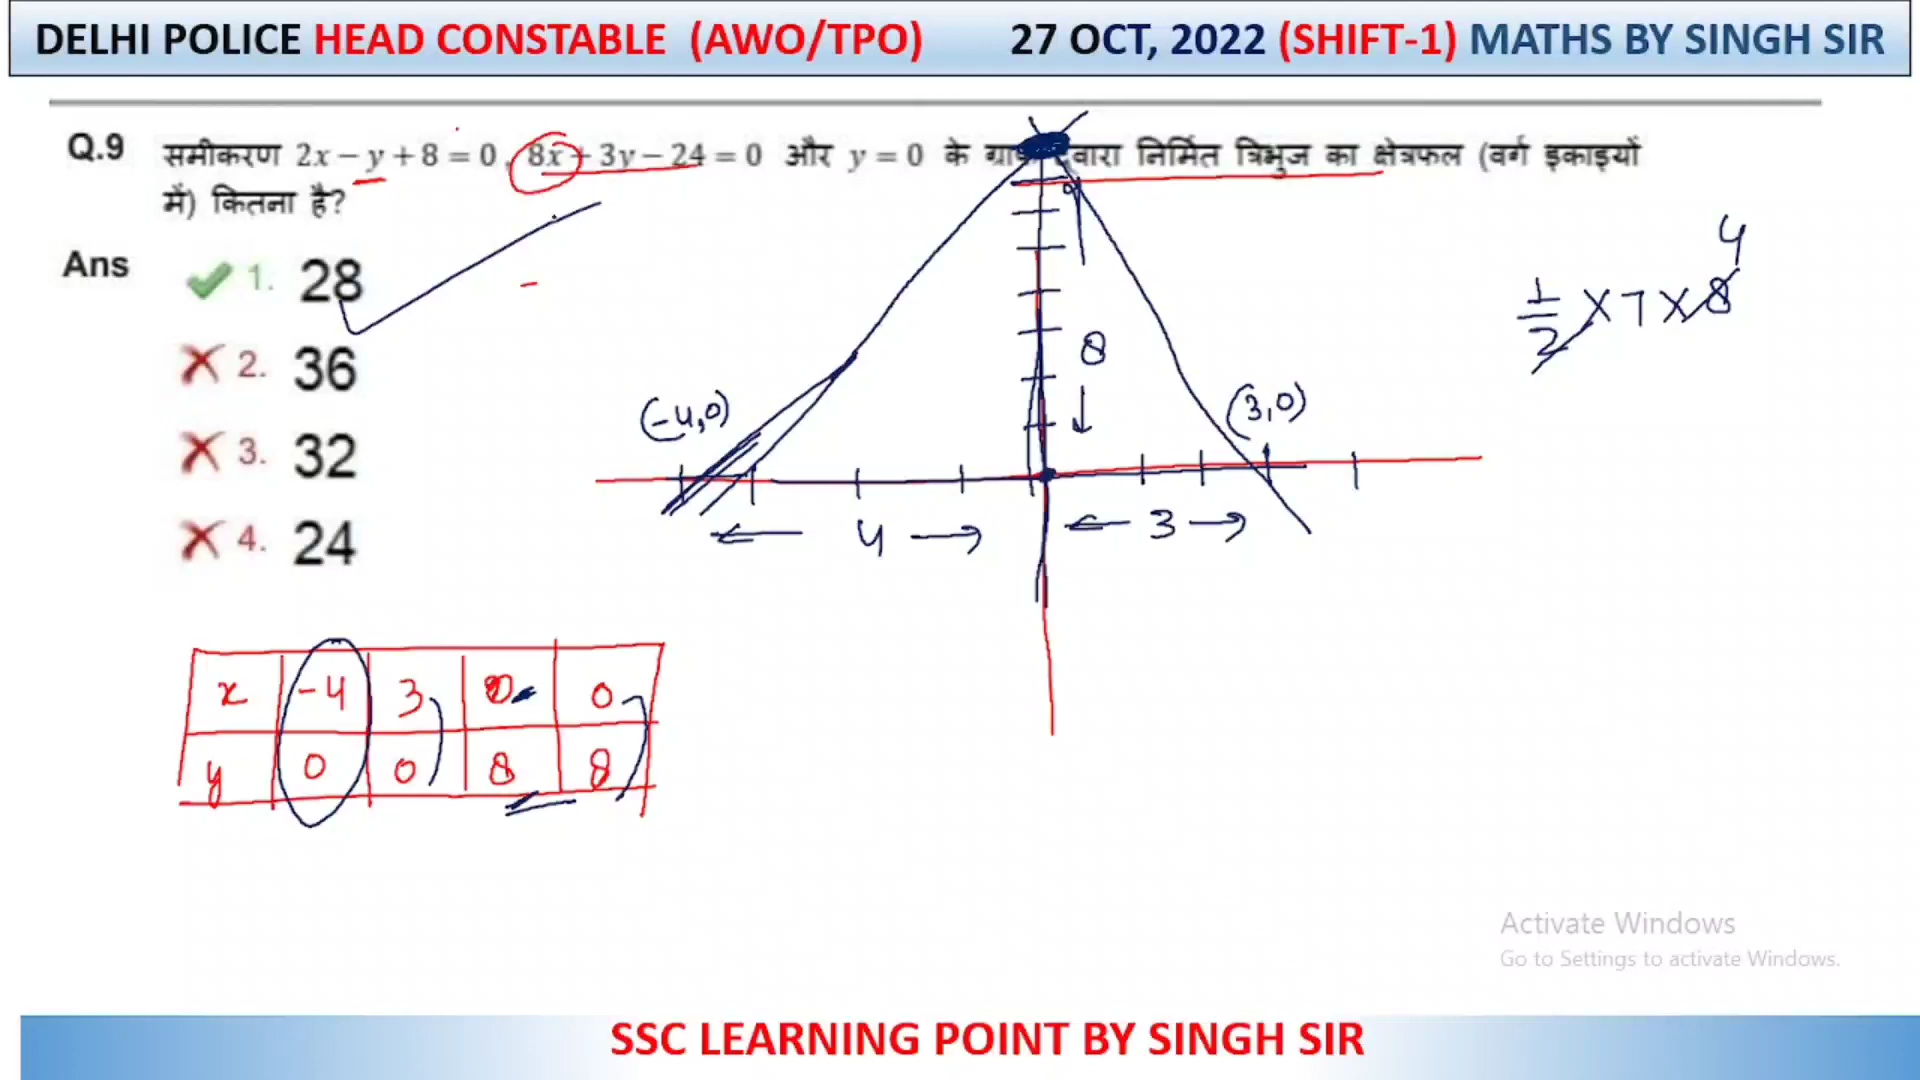 DELHI POLICE HEAD CONSTABLE (AWO/TPO) 27 OCT, 2022 (SHIFT-1) MATHS BY SINGH SIR
Q.9 समीकरण 2x − y + 8 = 0, 8x + 3y − 24 = 0 और y = 0 के द्वारा निर्मित त्रिभुज का क्षेत्रफल (वर्ग इकाइयों
में) कितना है?
Ans
1. 28
2. 36
3. 32
4. 24
8
(-4,0)
(3,0)
4
3
1/2 × 7 × 8
4
x -4 3 0 0
y 0 0 8 8
Activate Windows
Go to Settings to activate Windows.
SSC LEARNING POINT BY SINGH SIR